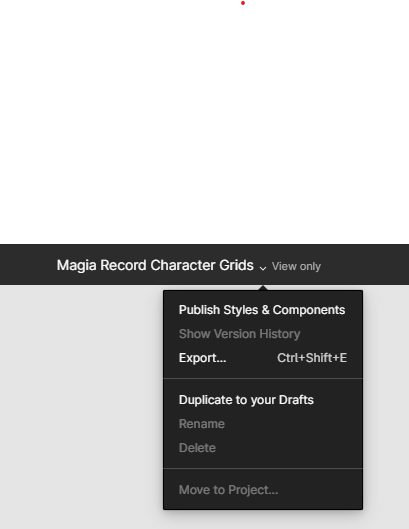 Magia Record Character Grids View only
Publish Styles & Components
Show Version History
Export... Ctrl+Shift+E
Duplicate to your Drafts
Rename
Delete
Move to Project...